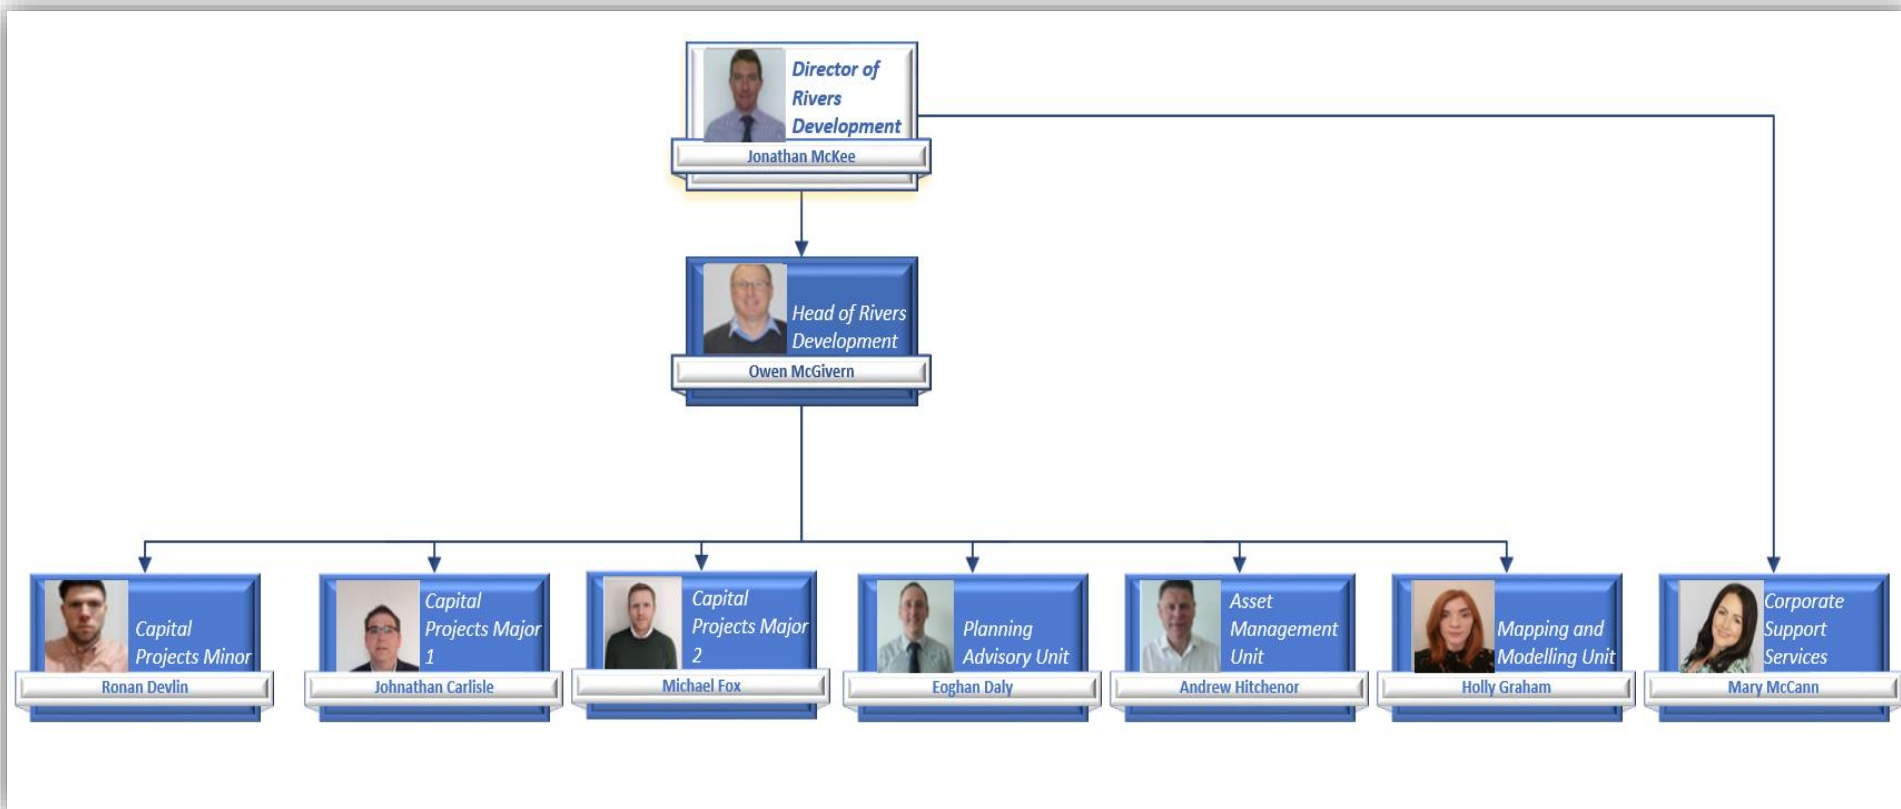 Director of
Rivers
Development
Jonathan McKee
Head of Rivers
Development
Owen McGivern
Capital
Projects Minor
Ronan Devlin
Capital
Projects Major
1
Johnathan Carlisle
Capital
Projects Major
2
Michael Fox
Planning
Advisory Unit
Eoghan Daly
Asset
Management
Unit
Andrew Hitchenor
Mapping and
Modelling Unit
Holly Graham
Corporate
Support
Services
Mary McCann